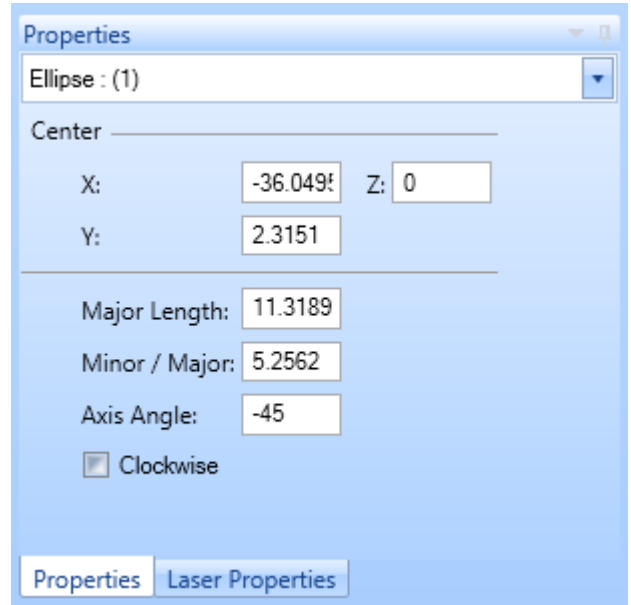 Properties
Ellipse : (1)
Center
X: -36.049 Z: 0
Y: 2.3151
Major Length: 11.3189
Minor / Major: 5.2562
Axis Angle: -45
Clockwise
Properties Laser Properties